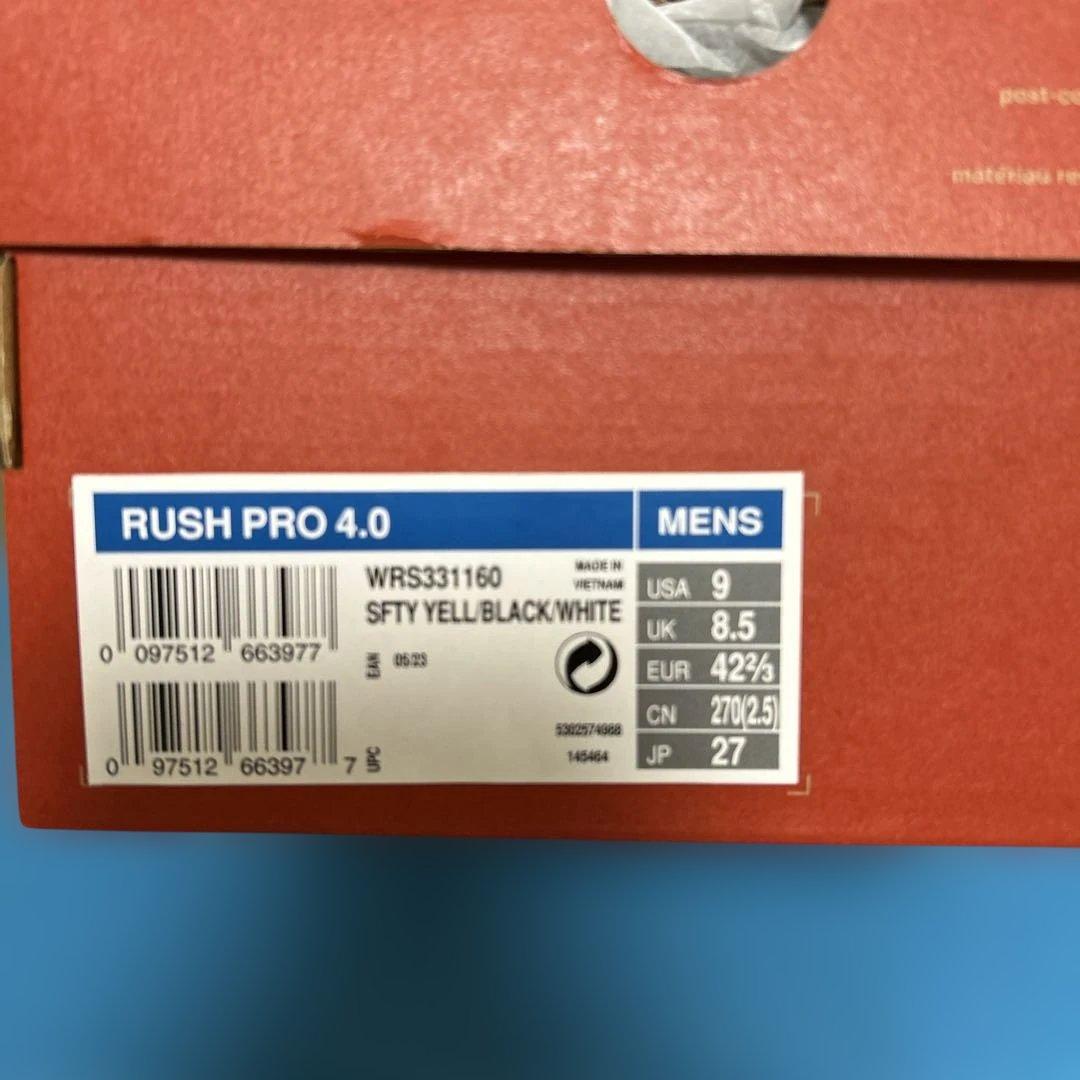 post-co
matériau re
RUSH PRO 4.0
MENS
WRS331160
MADE IN
VIETNAM
SFTY YELL/BLACK/WHITE
0 097512 663977
EAN
05/23
0 97512 66397 7
UPC
5302574988
145464
USA 9
UK 8.5
EUR 42⅔
CN 270(2.5)
JP 27